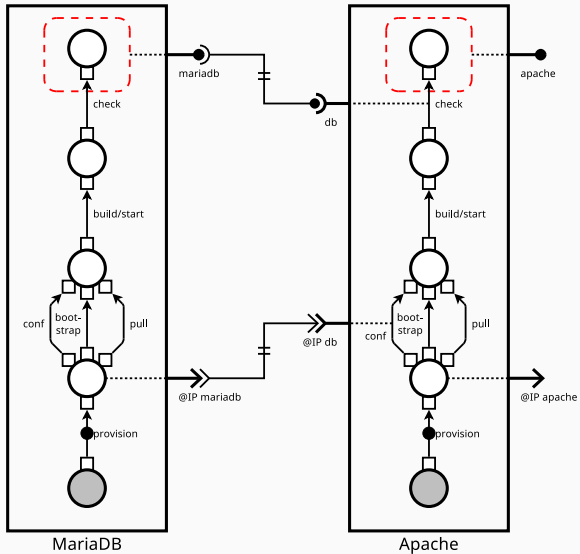 mariadb
apache
check
db
check
build/start
build/start
conf
boot-
strap
pull
@IP db
conf
boot-
strap
pull
@IP mariadb
@IP apache
provision
provision
MariaDB
Apache